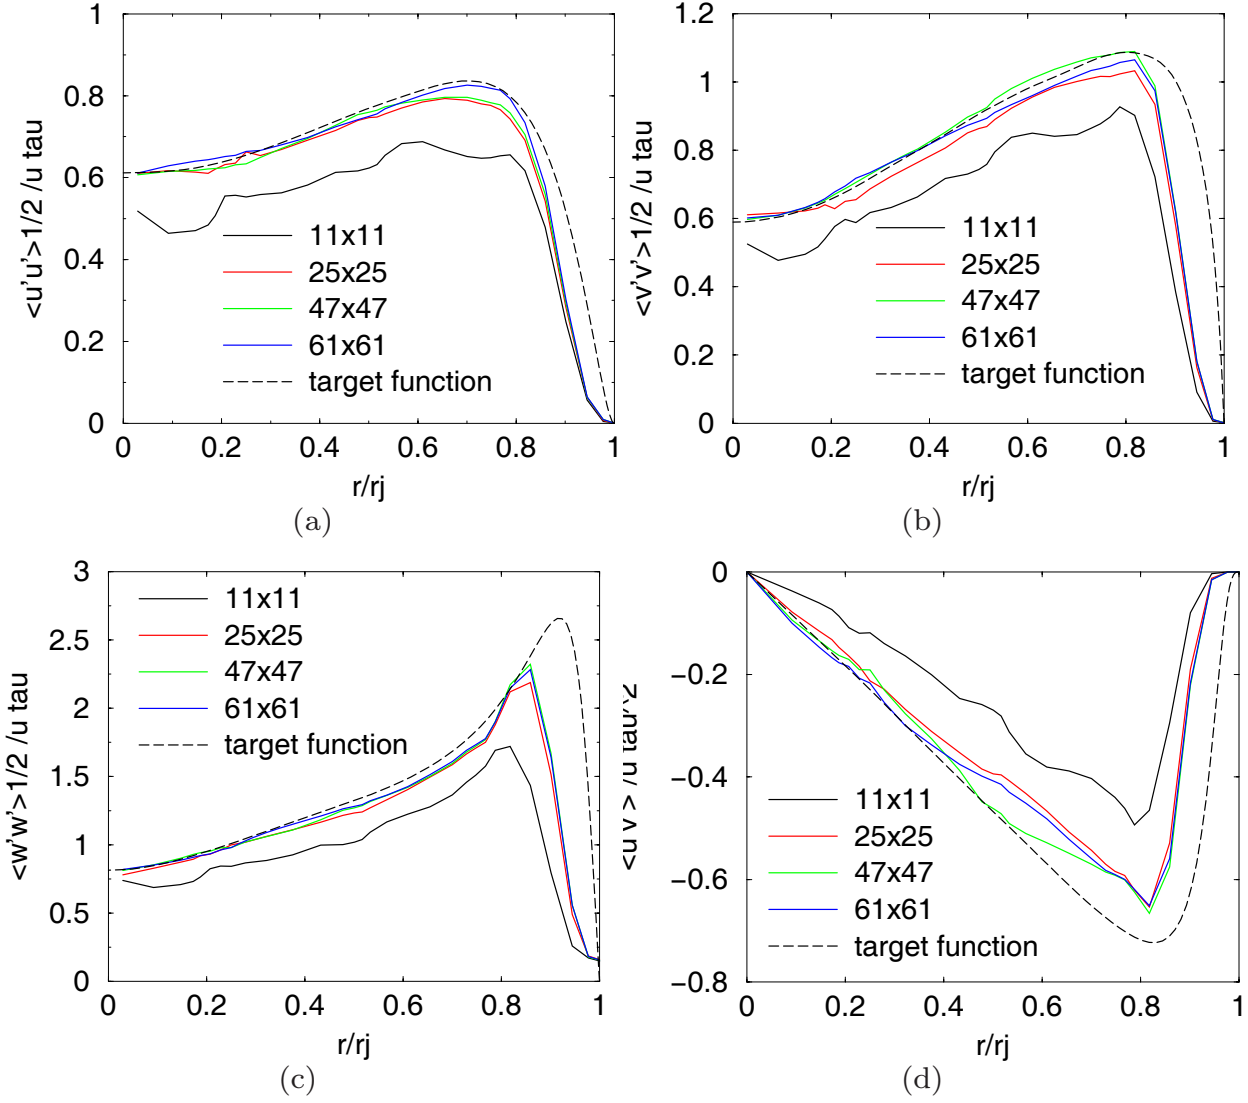 1
0.8
0.6
0.4
0.2
0
<u'u'>1/2 /u tau
11x11
25x25
47x47
61x61
target function
0 0.2 0.4 0.6 0.8 1
r/rj
(a)
1.2
1
0.8
0.6
0.4
0.2
0
<v'v'>1/2 /u tau
11x11
25x25
47x47
61x61
target function
0 0.2 0.4 0.6 0.8 1
r/rj
(b)
3
2.5
2
1.5
1
0.5
0
<w'w'>1/2 /u tau
11x11
25x25
47x47
61x61
target function
0 0.2 0.4 0.6 0.8 1
r/rj
(c)
0
−0.2
−0.4
−0.6
−0.8
<u v > /u tau
11x11
25x25
47x47
61x61
target function
0 0.2 0.4 0.6 0.8 1
r/rj
(d)